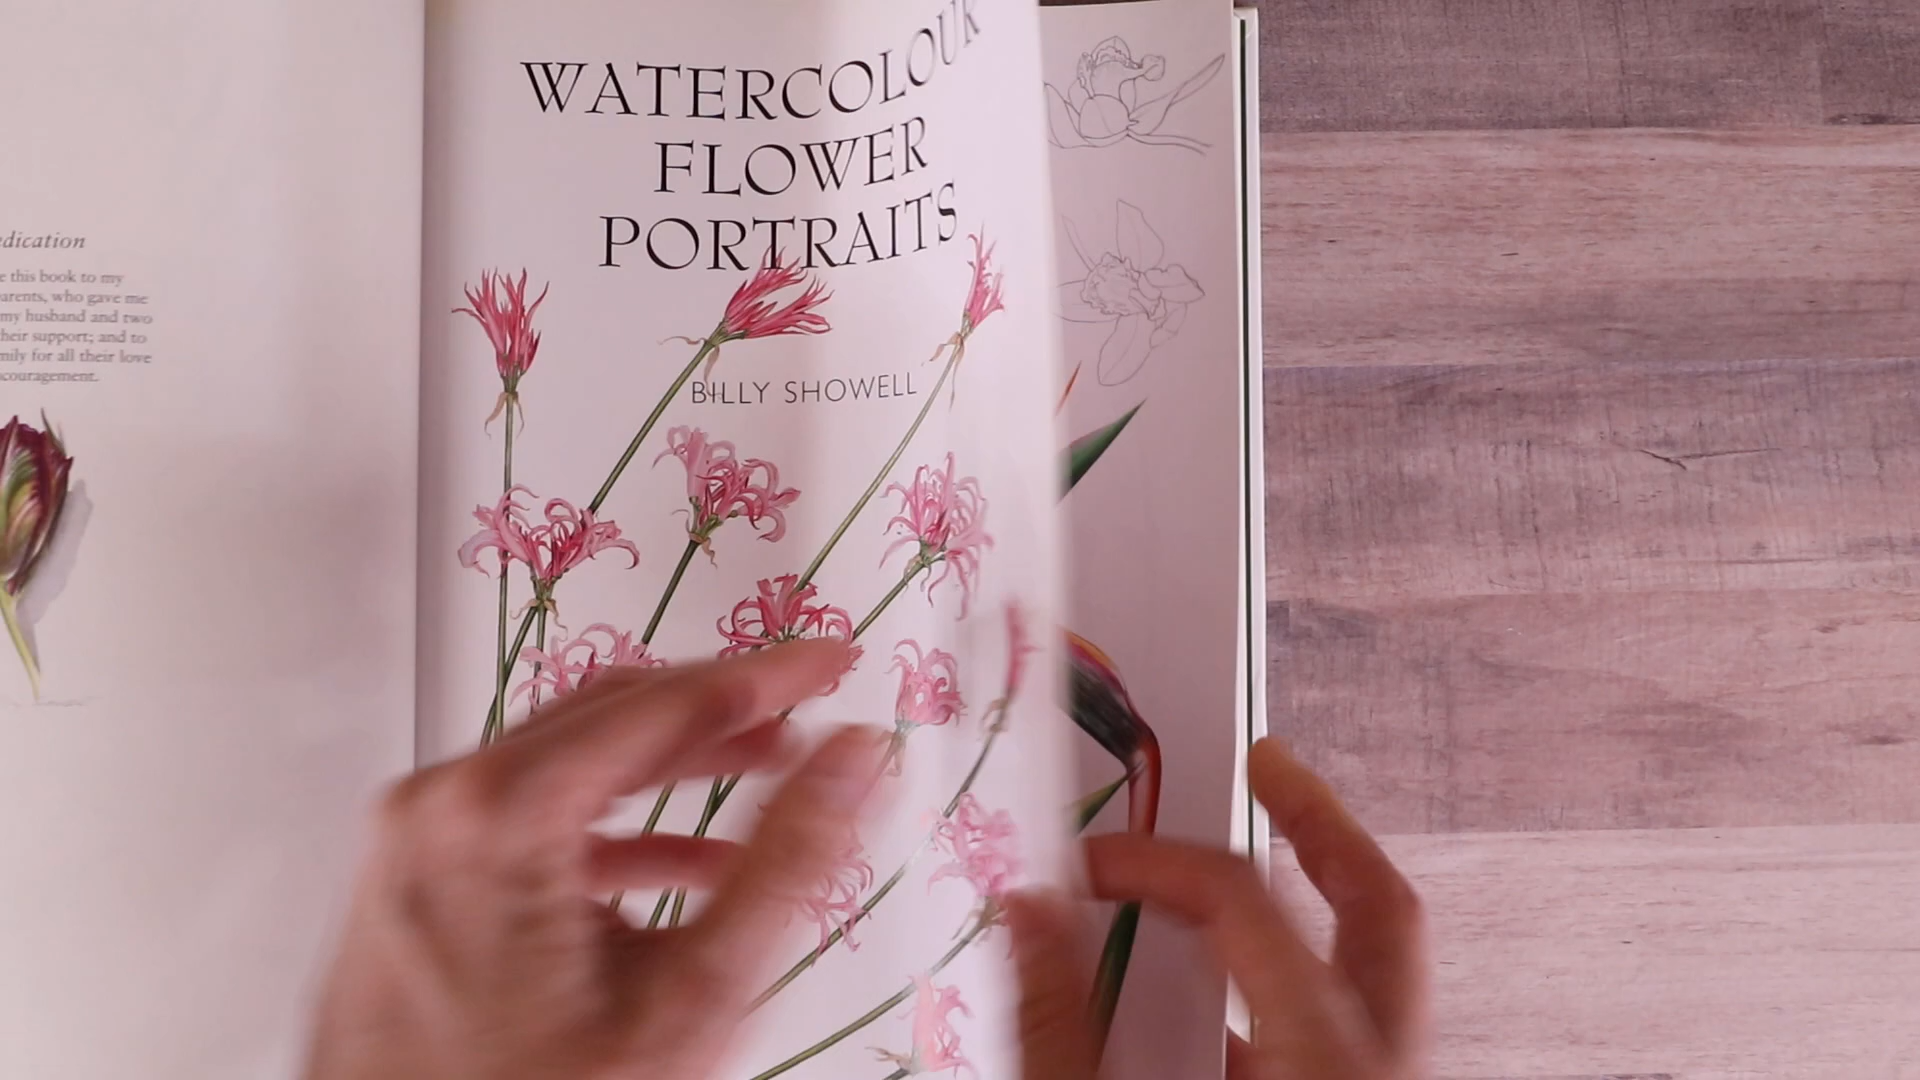 edication
e this book to my
arents, who gave me
my husband and two
heir support; and to
mily for all their love
couragement.
WATERCOLOUR
FLOWER
PORTRAITS
BILLY SHOWELL